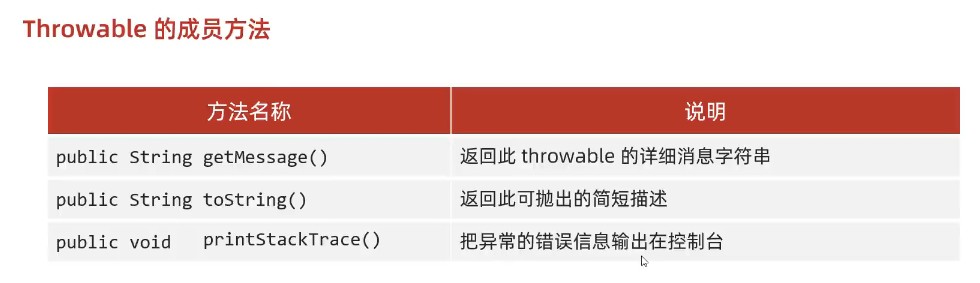 Throwable 的成员方法
方法名称 说明
public String getMessage() 返回此 throwable 的详细消息字符串
public String toString() 返回此可抛出的简短描述
public void printStackTrace() 把异常的错误信息输出在控制台